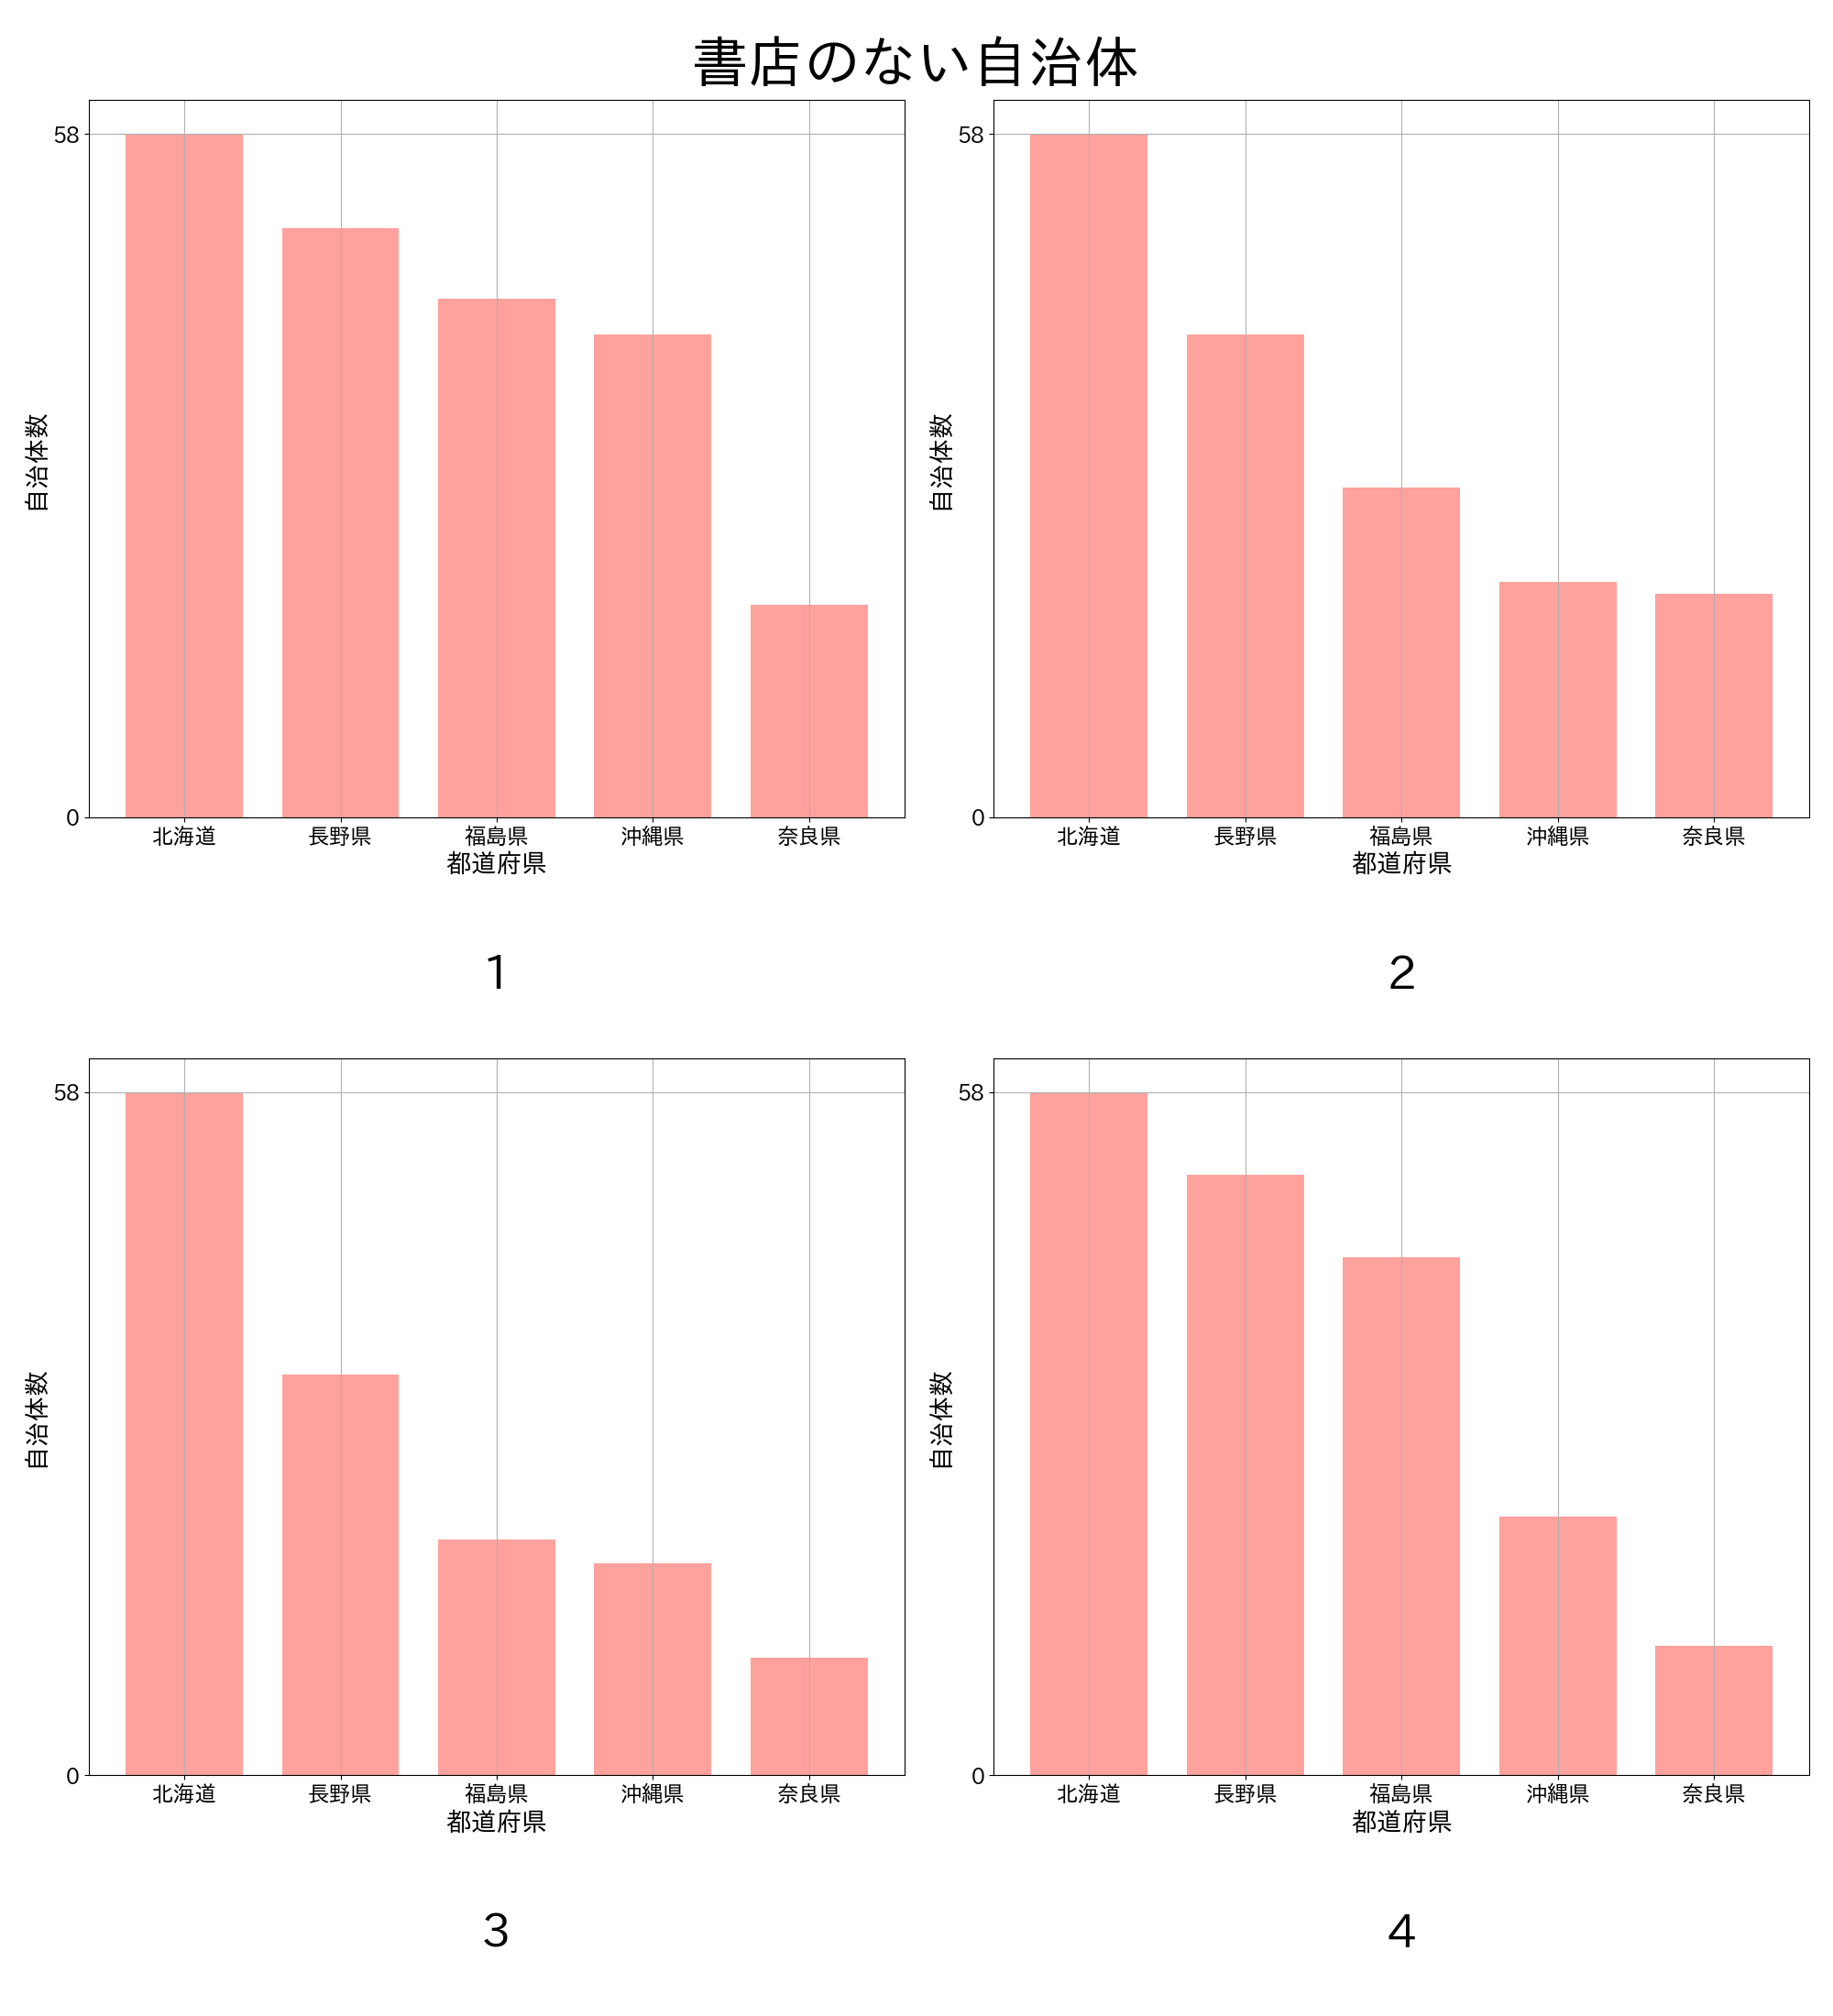 書店のない自治体
58
0
自治体数
北海道 長野県 福島県 沖縄県 奈良県
都道府県
1
58
0
自治体数
北海道 長野県 福島県 沖縄県 奈良県
都道府県
2
58
0
自治体数
北海道 長野県 福島県 沖縄県 奈良県
都道府県
3
58
0
自治体数
北海道 長野県 福島県 沖縄県 奈良県
都道府県
4